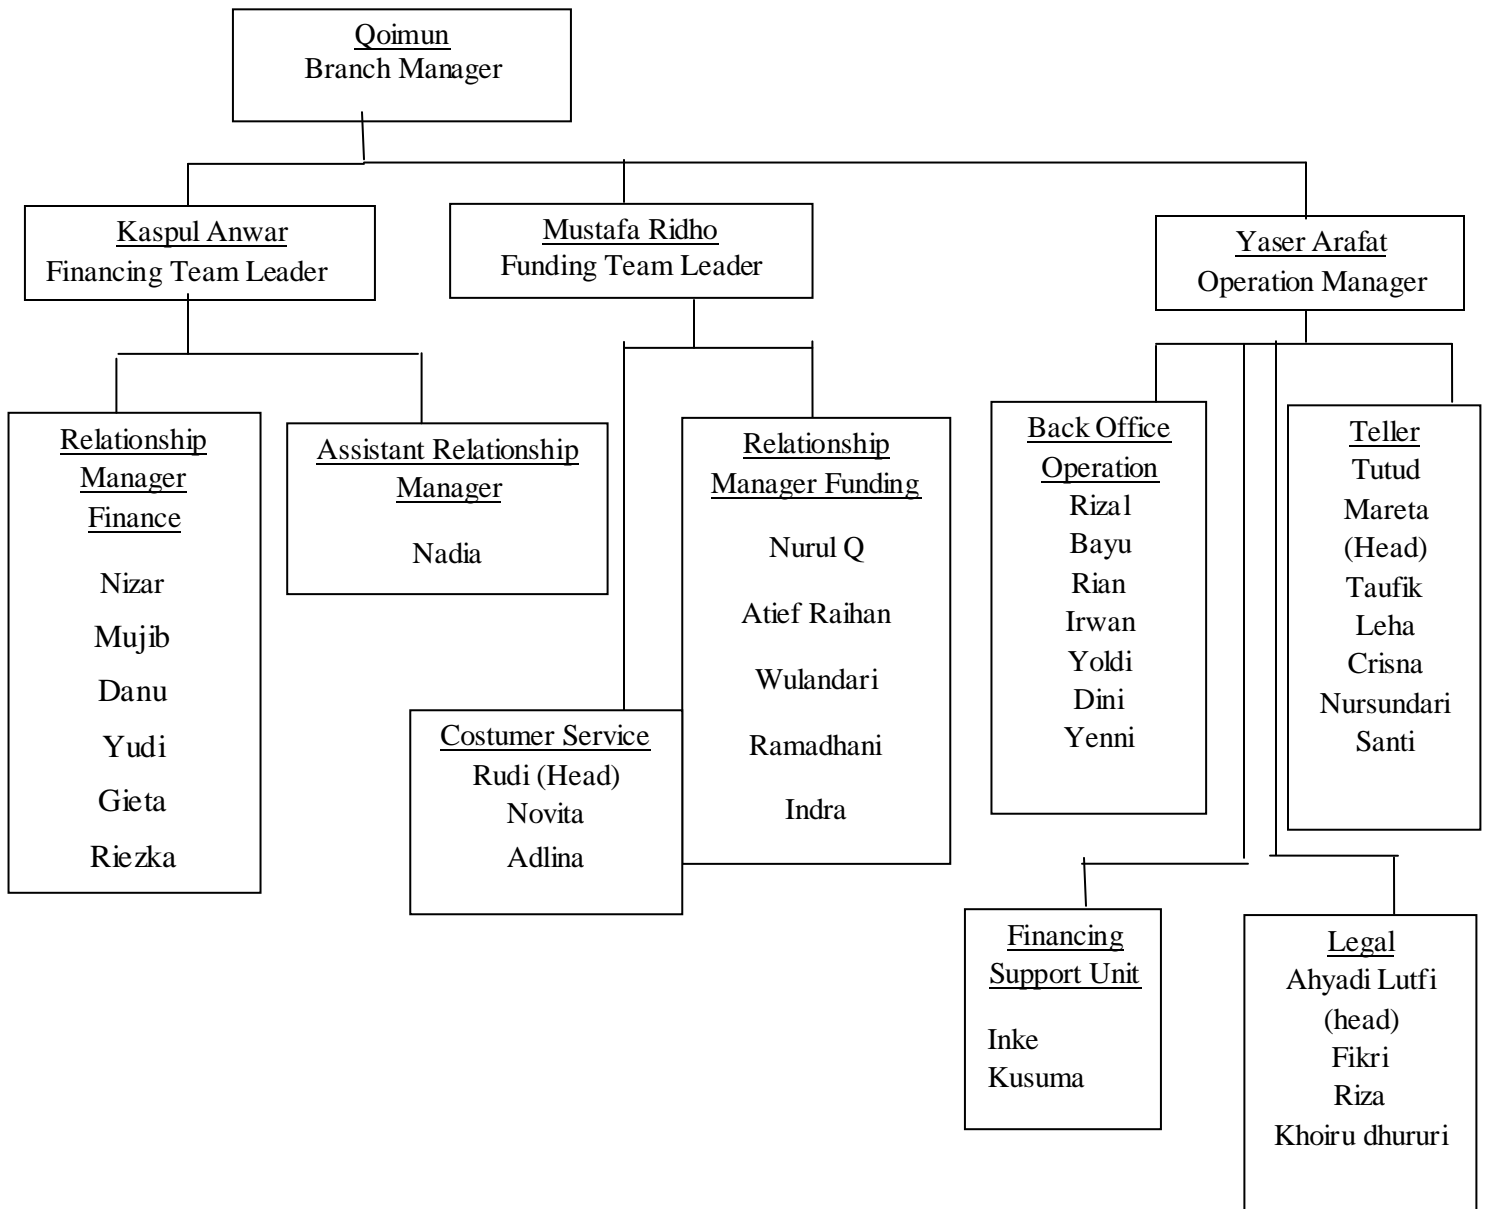 Qoimun
Branch Manager
Kaspul Anwar
Financing Team Leader
Mustafa Ridho
Funding Team Leader
Yaser Arafat
Operation Manager
Relationship
Manager
Finance
Nizar
Mujib
Danu
Yudi
Gieta
Riezka
Assistant Relationship
Manager
Nadia
Costumer Service
Rudi (Head)
Novita
Adlina
Relationship
Manager Funding
Nurul Q
Atief Raihan
Wulandari
Ramadhani
Indra
Back Office
Operation
Rizal
Bayu
Rian
Irwan
Yoldi
Dini
Yenni
Teller
Tutud
Mareta
(Head)
Taufik
Leha
Crisna
Nursundari
Santi
Financing
Support Unit
Inke
Kusuma
Legal
Ahyadi Lutfi
(head)
Fikri
Riza
Khoiru dhururi